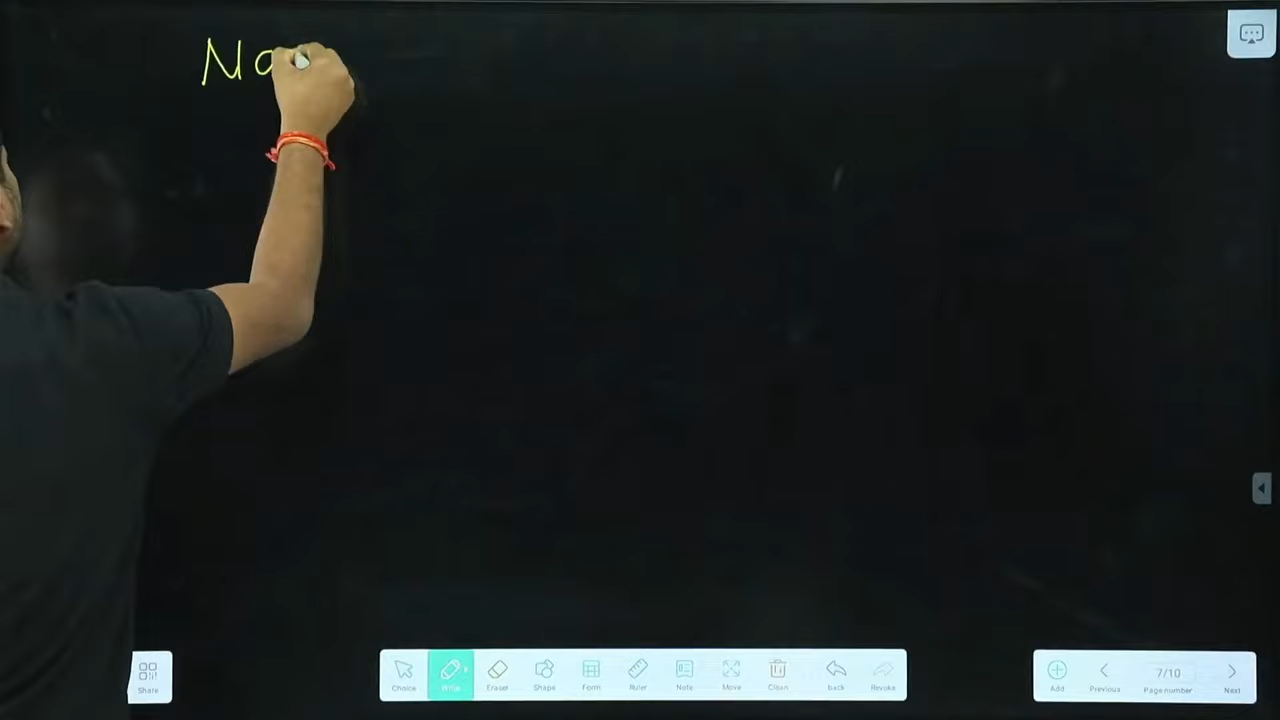 Na
Share
Choice
Write
Eraser
Shape
Form
Ruler
Note
Move
Clean
back
Revoke
Add
Previous
7/10
Page number
Next